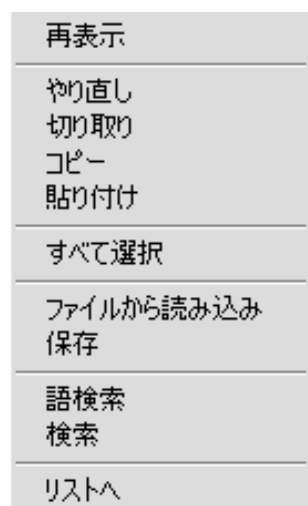 再表示
やり直し
切り取り
コピー
貼り付け
すべて選択
ファイルから読み込み
保存
語検索
検索
リストへ